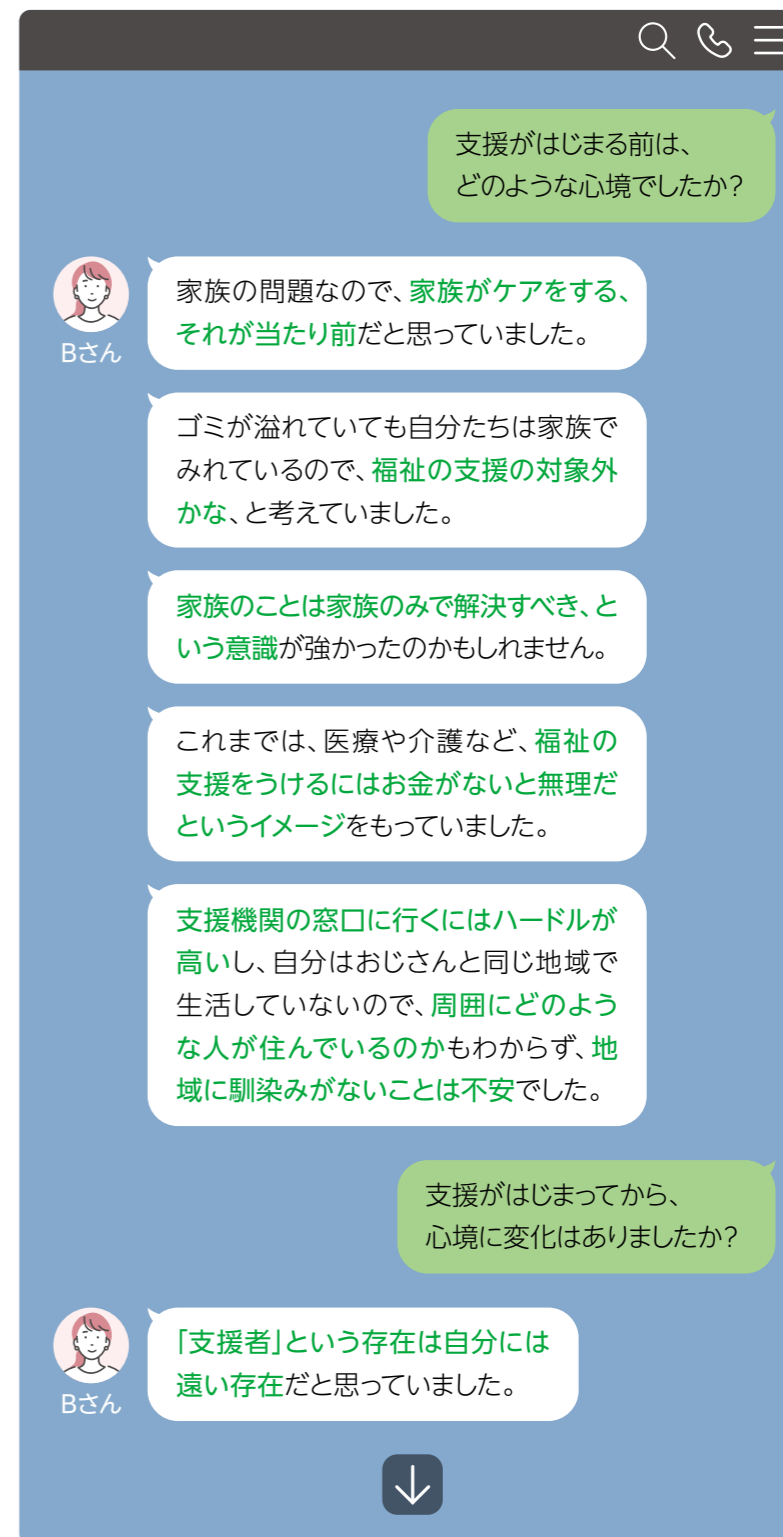 支援がはじまる前は、
どのような心境でしたか?
家族の問題なので、家族がケアをする、
それが当たり前だと思っていました。
Bさん
ゴミが溢れていても自分たちは家族で
みれているので、福祉の支援の対象外
かな、と考えていました。
家族のことは家族のみで解決すべき、と
いう意識が強かったのかもしれません。
これまでは、医療や介護など、福祉の
支援をうけるにはお金がないと無理だ
というイメージをもっていました。
支援機関の窓口に行くにはハードルが
高いし、自分はおじさんと同じ地域で
生活していないので、周囲にどのよう
な人が住んでいるのかもわからず、地
域に馴染みがないことは不安でした。
支援がはじまってから、
心境に変化はありましたか?
「支援者」という存在は自分には
遠い存在だと思っていました。
Bさん